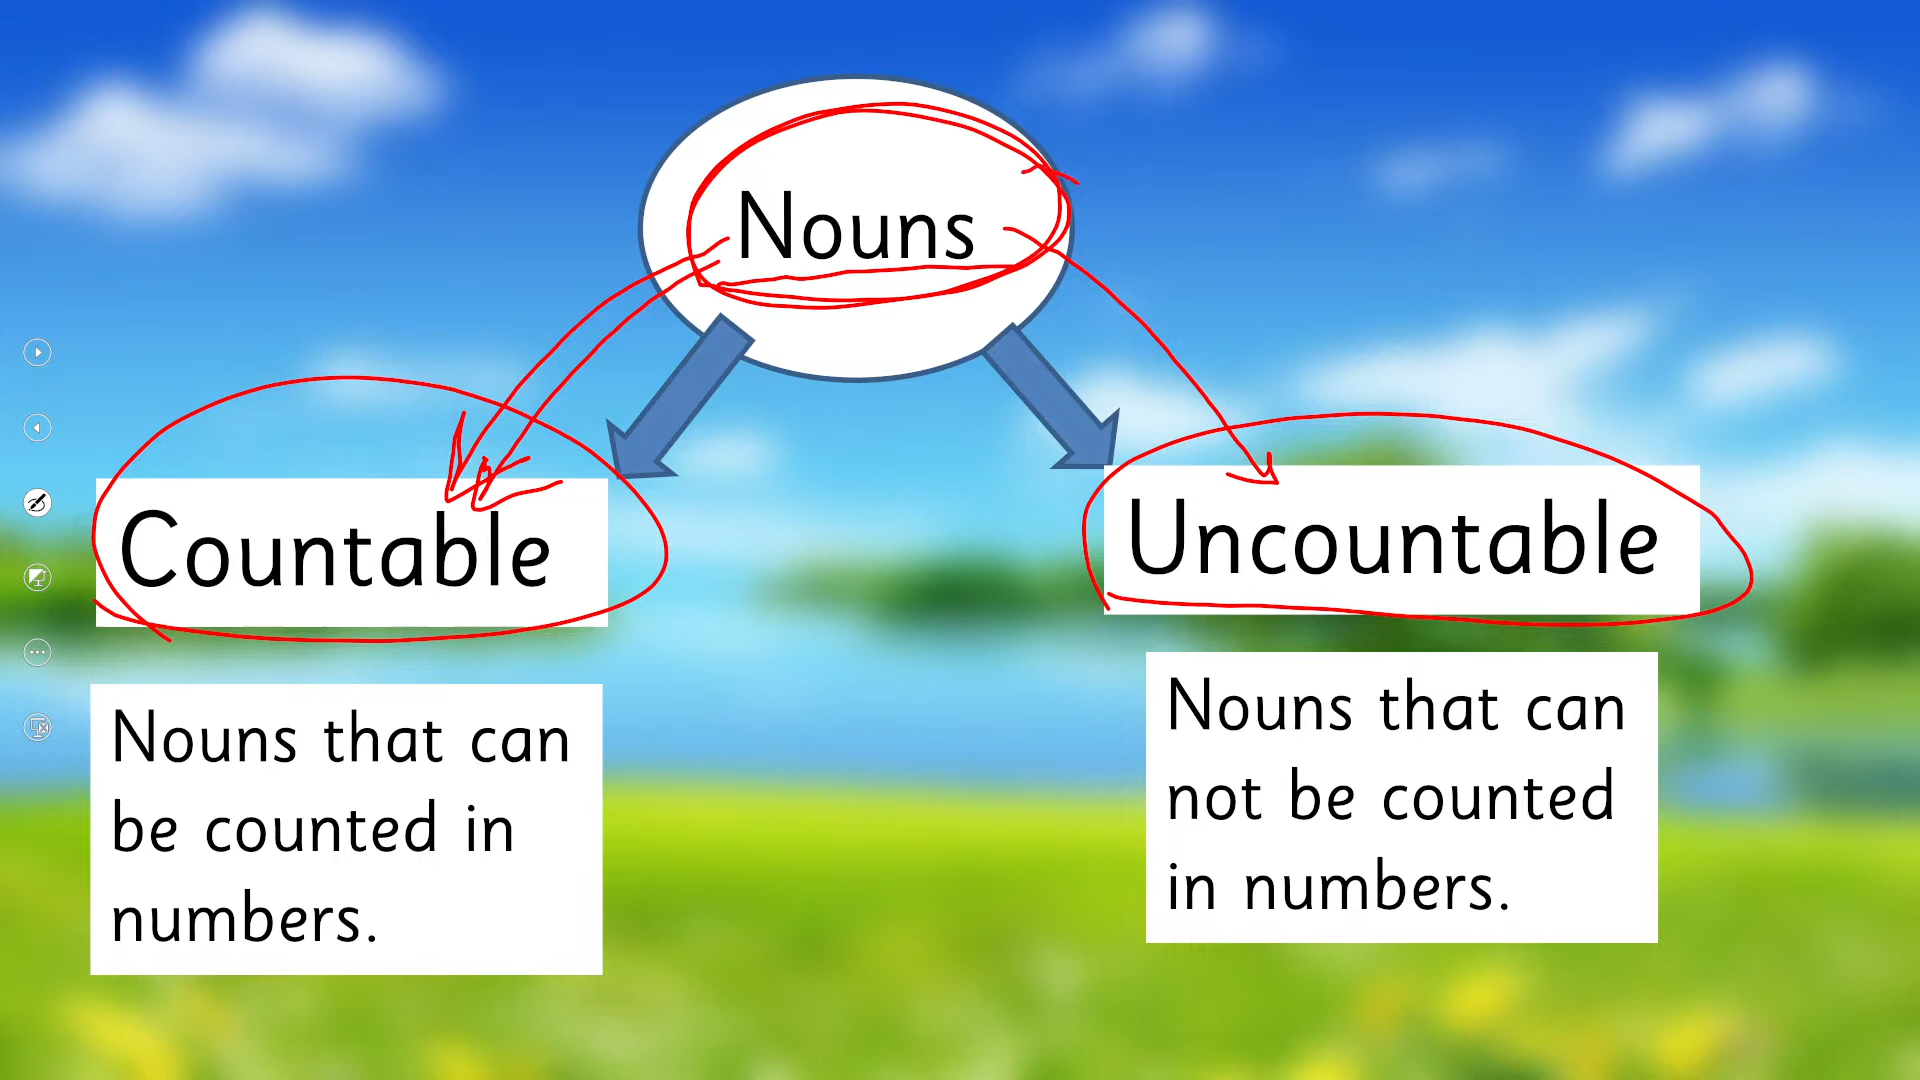 Nouns
Countable
Uncountable
Nouns that can
be counted in
numbers.
Nouns that can
not be counted
in numbers.